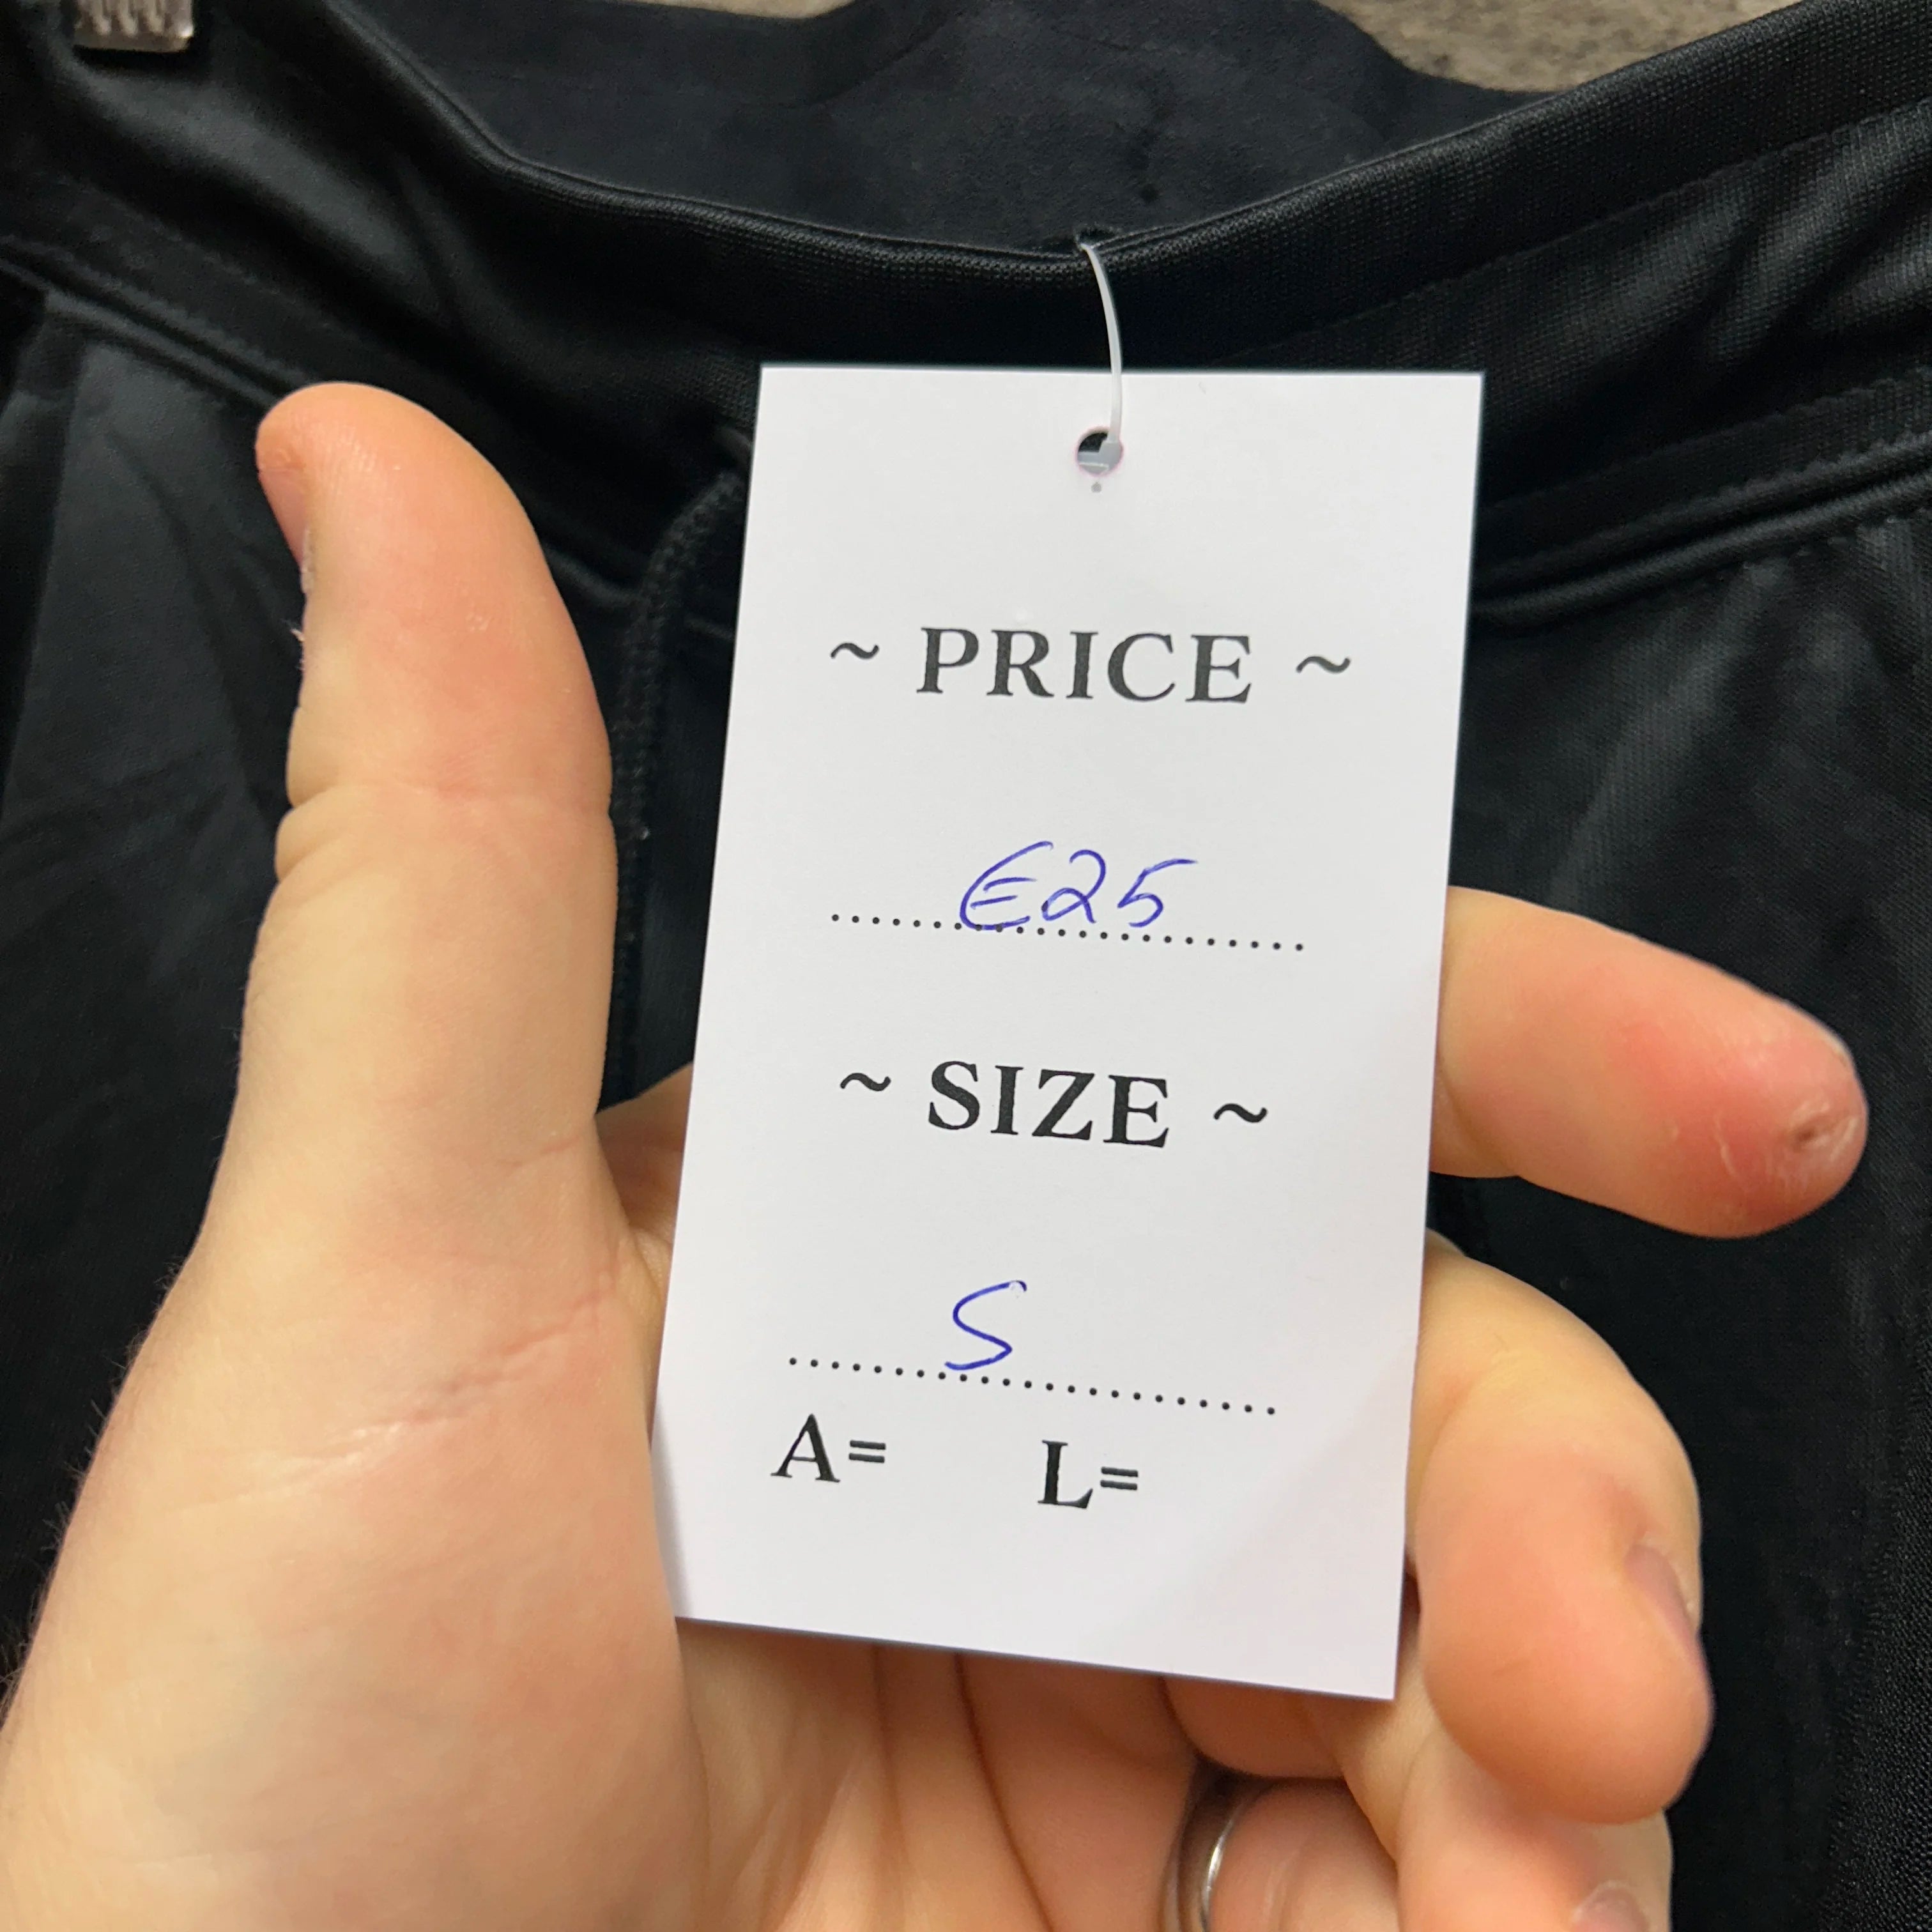 ~ PRICE ~
€25
~ SIZE ~
S
A= L=